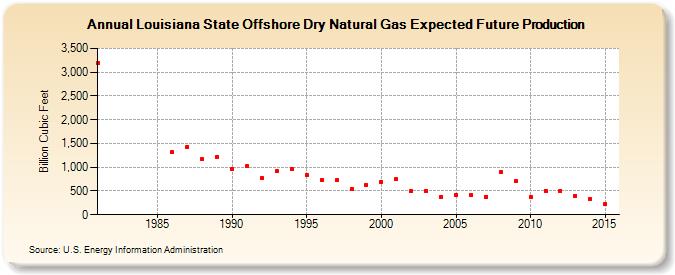 Annual Louisiana State Offshore Dry Natural Gas Expected Future Production
Billion Cubic Feet
3,500
3,000
2,500
2,000
1,500
1,000
500
0
1985 1990 1995 2000 2005 2010 2015
Source: U.S. Energy Information Administration